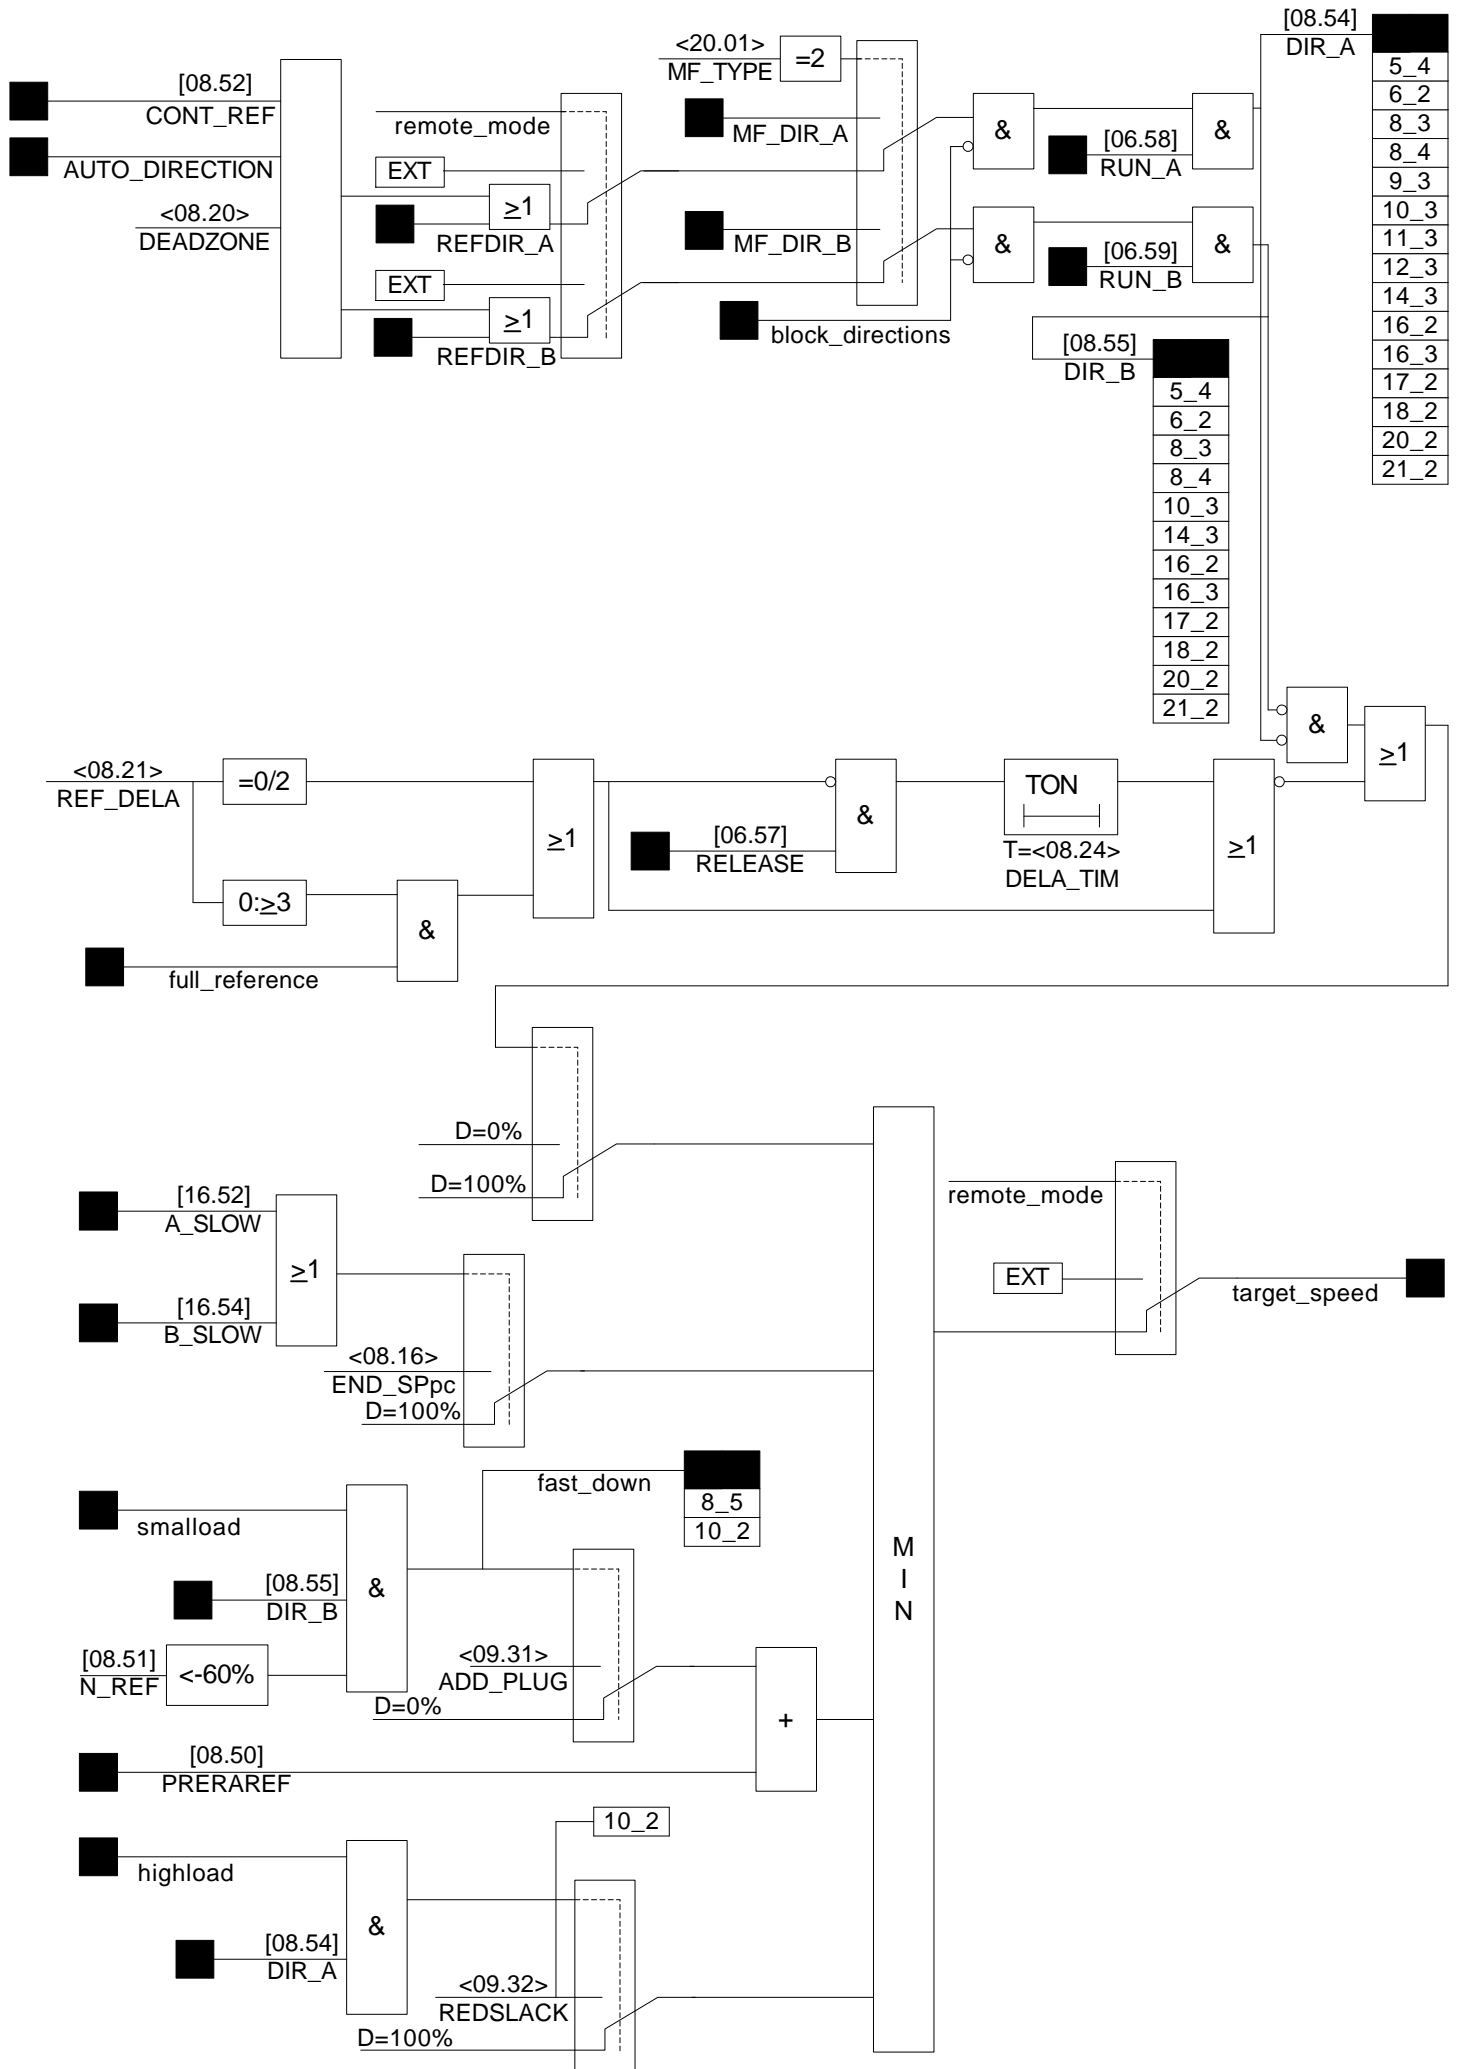 [08.54]
DIR_A
5_4
6_2
8_3
8_4
9_3
10_3
11_3
12_3
14_3
16_2
16_3
17_2
18_2
20_2
21_2
<20.01>
MF_TYPE
=2
[08.52]
CONT_REF
AUTO_DIRECTION
<08.20>
DEADZONE
remote_mode
EXT
≥1
REFDIR_A
EXT
≥1
REFDIR_B
MF_DIR_A
MF_DIR_B
block_directions
&
[06.58]
RUN_A
&
&
[06.59]
RUN_B
&
[08.55]
DIR_B
5_4
6_2
8_3
8_4
10_3
14_3
16_2
16_3
17_2
18_2
20_2
21_2
&
≥1
<08.21>
REF_DELA
=0/2
0:≥3
&
full_reference
≥1
[06.57]
RELEASE
&
TON
T=<08.24>
DELA_TIM
≥1
D=0%
D=100%
[16.52]
A_SLOW
≥1
[16.54]
B_SLOW
<08.16>
END_SPpc
D=100%
remote_mode
EXT
target_speed
smalload
[08.55]
DIR_B
&
[08.51]
N_REF
<-60%
fast_down
8_5
10_2
<09.31>
ADD_PLUG
D=0%
+
[08.50]
PRERAREF
M
I
N
10_2
highload
&
[08.54]
DIR_A
<09.32>
REDSLACK
D=100%